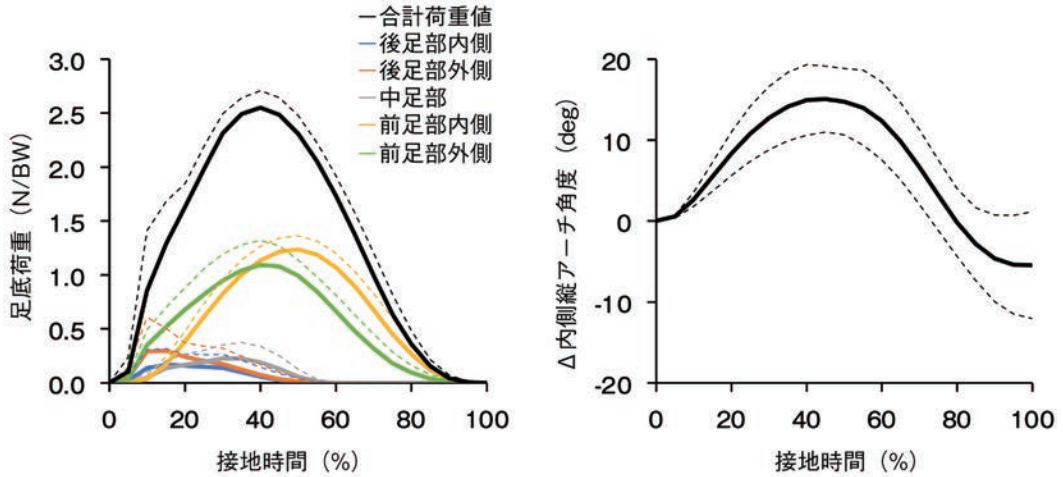 合計荷重値
後足部内側
後足部外側
中足部
前足部内側
前足部外側
足底荷重 (N/BW)
3.0
2.5
2.0
1.5
1.0
0.5
0.0
0 20 40 60 80 100
接地時間 (%)
Δ内側縦アーチ角度 (deg)
20
10
0
-10
-20
0 20 40 60 80 100
接地時間 (%)